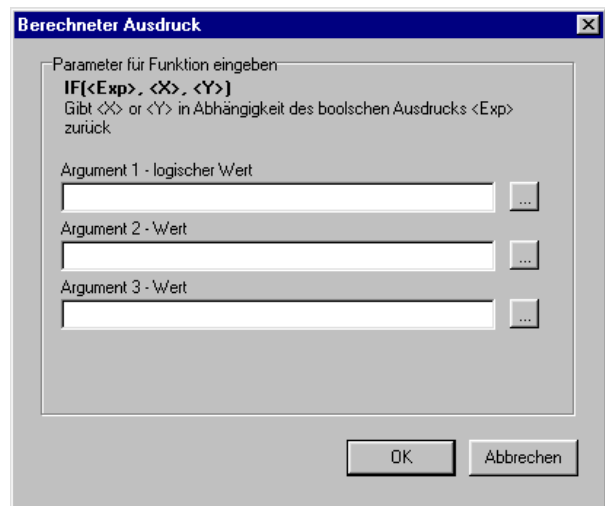 Berechneter Ausdruck
Parameter für Funktion eingeben
IF(<Exp>, <X>, <Y>)
Gibt <X> or <Y> in Abhängigkeit des boolschen Ausdrucks <Exp>
zurück
Argument 1 - logischer Wert
...
Argument 2 - Wert
...
Argument 3 - Wert
...
OK
Abbrechen